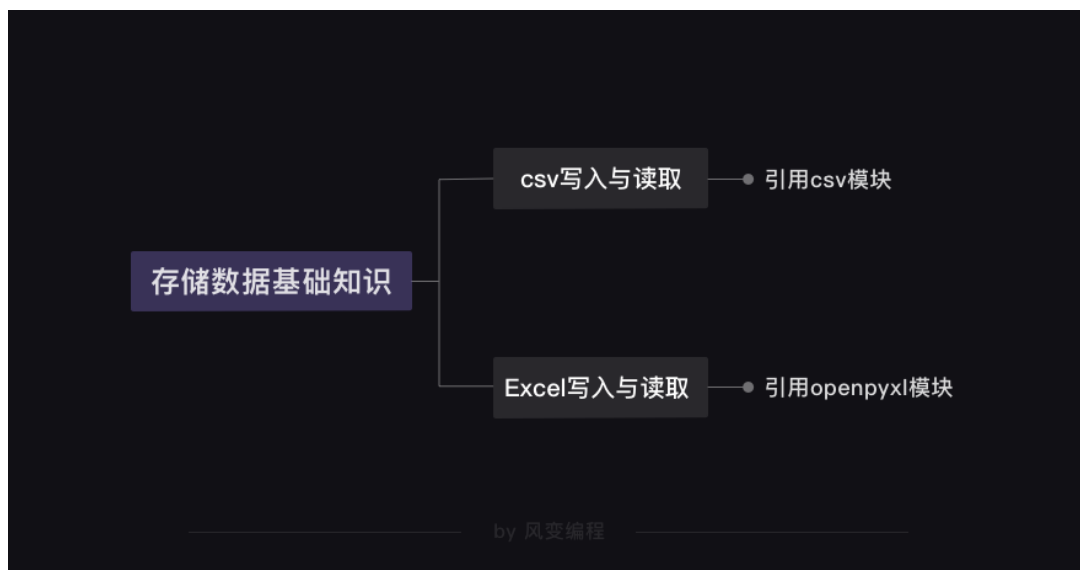 csv写入与读取
引用csv模块
存储数据基础知识
Excel写入与读取
引用openpyxl模块
by 风变编程